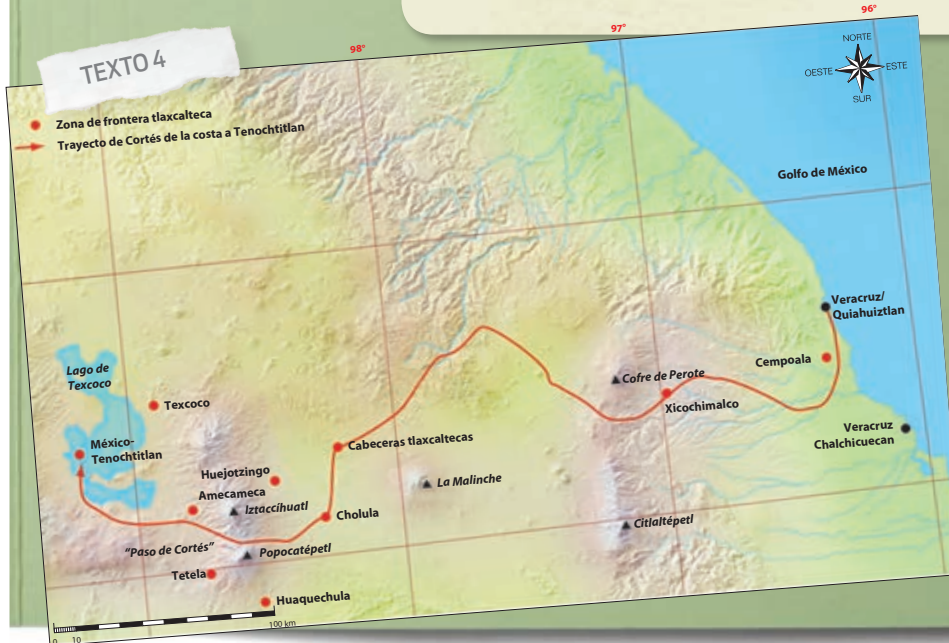 96°
97°
98°
TEXTO 4
NORTE
OESTE
ESTE
SUR
Zona de frontera tlaxcalteca
Trayecto de Cortés de la costa a Tenochtitlan
Golfo de México
Veracruz/
Quiahuiztlan
Cempoala
Lago de
Texcoco
Cofre de Perote
Texcoco
Xicochimalco
Veracruz
Chalchicuecan
México-
Tenochtitlan
Cabeceras tlaxcaltecas
Huejotzingo
La Malinche
Amecameca
Iztaccíhuatl
Cholula
Citlaltépetl
"Paso de Cortés"
Popocatépetl
Tetela
Huaquechula
0 10
100 km